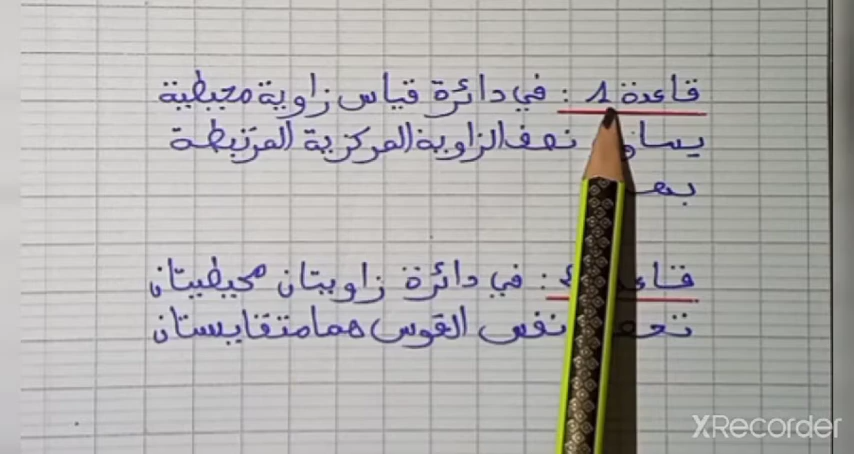 قاعدة 1 : في دائرة قياس زاوية محيطية
نصف الزاوية المركزية المرتبطة
في دائرة زاويتان محيطيتان
نفس القوس هما متقايستان
XRecorder